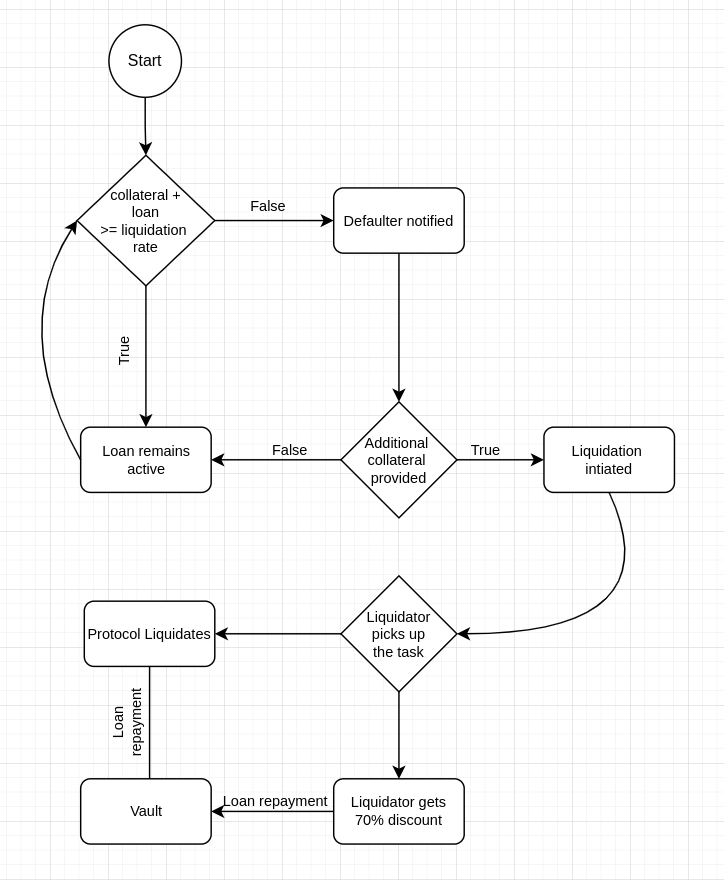 Start
collateral +
loan
>= liquidation
rate
False
Defaulter notified
True
Loan remains
active
False
Additional
collateral
provided
True
Liquidation
intiated
Protocol Liquidates
Liquidator
picks up
the task
Loan
repayment
Vault
Loan repayment
Liquidator gets
70% discount